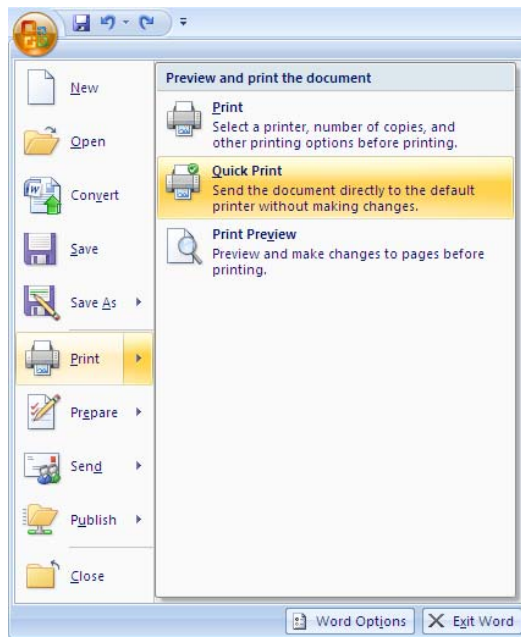 New
Open
Convert
Save
Save As
Print
Prepare
Send
Publish
Close
Preview and print the document
Print
Select a printer, number of copies, and
other printing options before printing.
Quick Print
Send the document directly to the default
printer without making changes.
Print Preview
Preview and make changes to pages before
printing.
Word Options
Exit Word